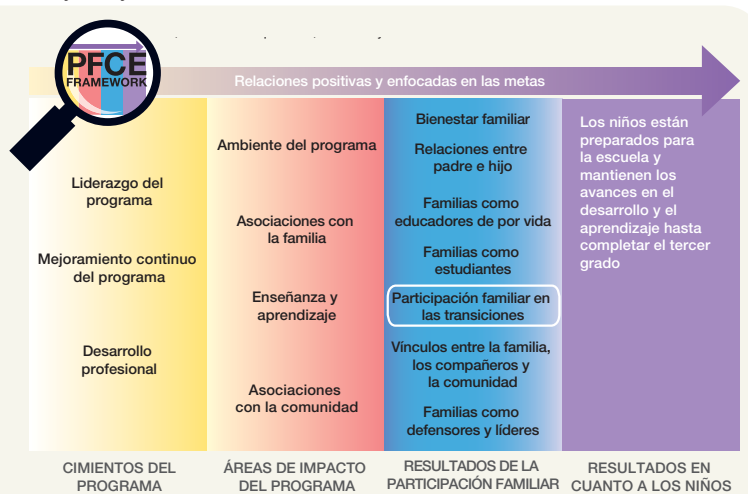 PFCE
FRAMEWORK
Relaciones positivas y enfocadas en las metas
Liderazgo del
programa
Mejoramiento continuo
del programa
Desarrollo
profesional
CIMIENTOS DEL
PROGRAMA
Ambiente del programa
Asociaciones con
la familia
Enseñanza y
aprendizaje
Asociaciones
con la comunidad
ÁREAS DE IMPACTO
DEL PROGRAMA
Bienestar familiar
Relaciones entre
padre e hijo
Familias como
educadores de por vida
Familias como
estudiantes
Participación familiar en
las transiciones
Vínculos entre la familia,
los compañeros y
la comunidad
Familias como
defensores y líderes
RESULTADOS DE LA
PARTICIPACIÓN FAMILIAR
Los niños están
preparados para
la escuela y
mantienen los
avances en el
desarrollo y el
aprendizaje hasta
completar el tercer
grado
RESULTADOS EN
CUANTO A LOS NIÑOS